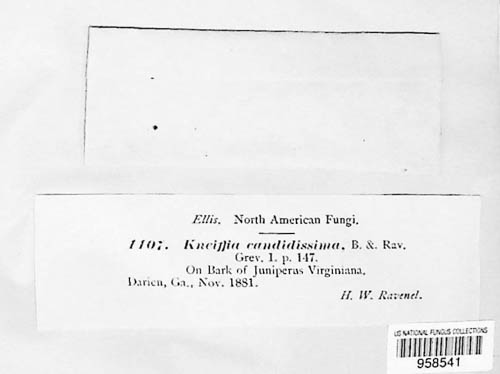 Ellis. North American Fungi.
1107. Kneiffia candidissima, B. & Rav.
Grev. 1. p. 147.
On Bark of Juniperus Virginiana,
Darien, Ga., Nov. 1881.
H. W. Ravenel.
US NATIONAL FUNGUS COLLECTIONS
958541